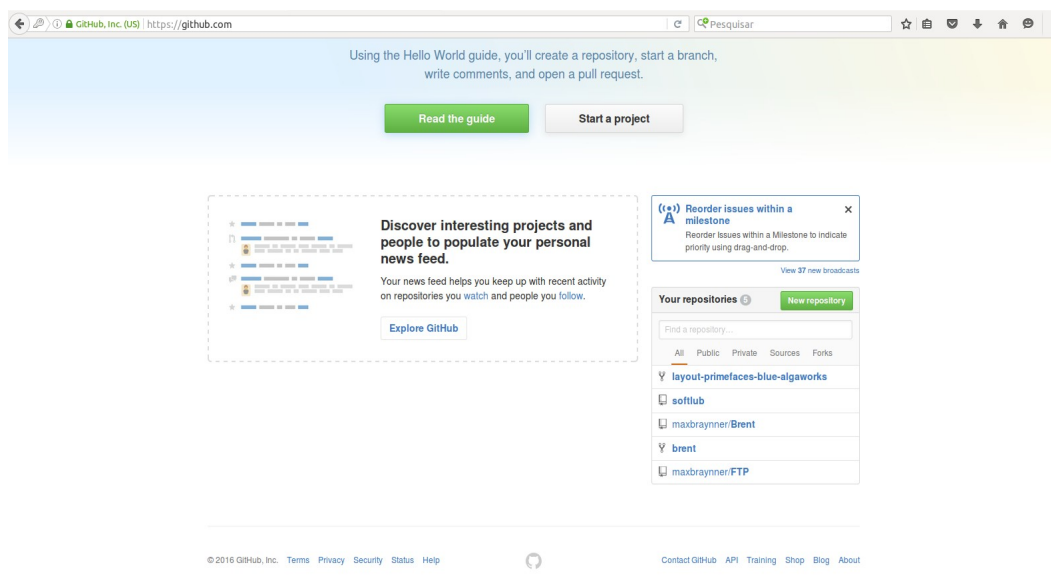 GitHub, Inc. (US) https://github.com
Pesquisar
Using the Hello World guide, you'll create a repository, start a branch,
write comments, and open a pull request.
Read the guide
Start a project
Discover interesting projects and
people to populate your personal
news feed.
Your news feed helps you keep up with recent activity
on repositories you watch and people you follow.
Explore GitHub
Reorder issues within a
milestone
Reorder Issues within a Milestone to indicate
priority using drag-and-drop.
View 37 new broadcasts
Your repositories 5
New repository
Find a repository...
All Public Private Sources Forks
layout-primefaces-blue-algaworks
softlub
maxbraynner/Brent
brent
maxbraynner/FTP
© 2016 GitHub, Inc. Terms Privacy Security Status Help
Contact GitHub API Training Shop Blog About